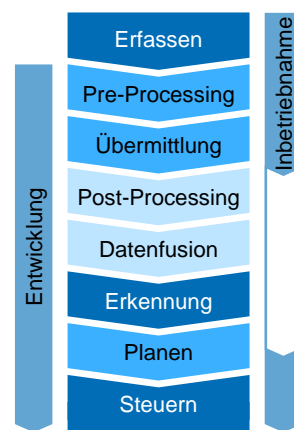 Erfassen
Pre-Processing
Übermittlung
Post-Processing
Datenfusion
Erkennung
Planen
Steuern
Entwicklung
Inbetriebnahme